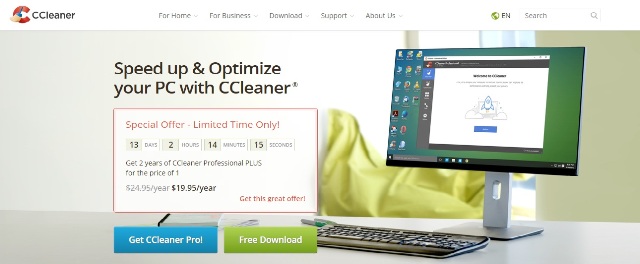 CCleaner
For Home
For Business
Download
Support
About Us
EN
Search
Speed up & Optimize
your PC with CCleaner®
Special Offer - Limited Time Only!
13 DAYS 2 HOURS 14 MINUTES 15 SECONDS
Get 2 years of CCleaner Professional PLUS
for the price of 1
$24.95/year $19.95/year
Get this great offer!
Get CCleaner Pro!
Free Download
Welcome to CCleaner